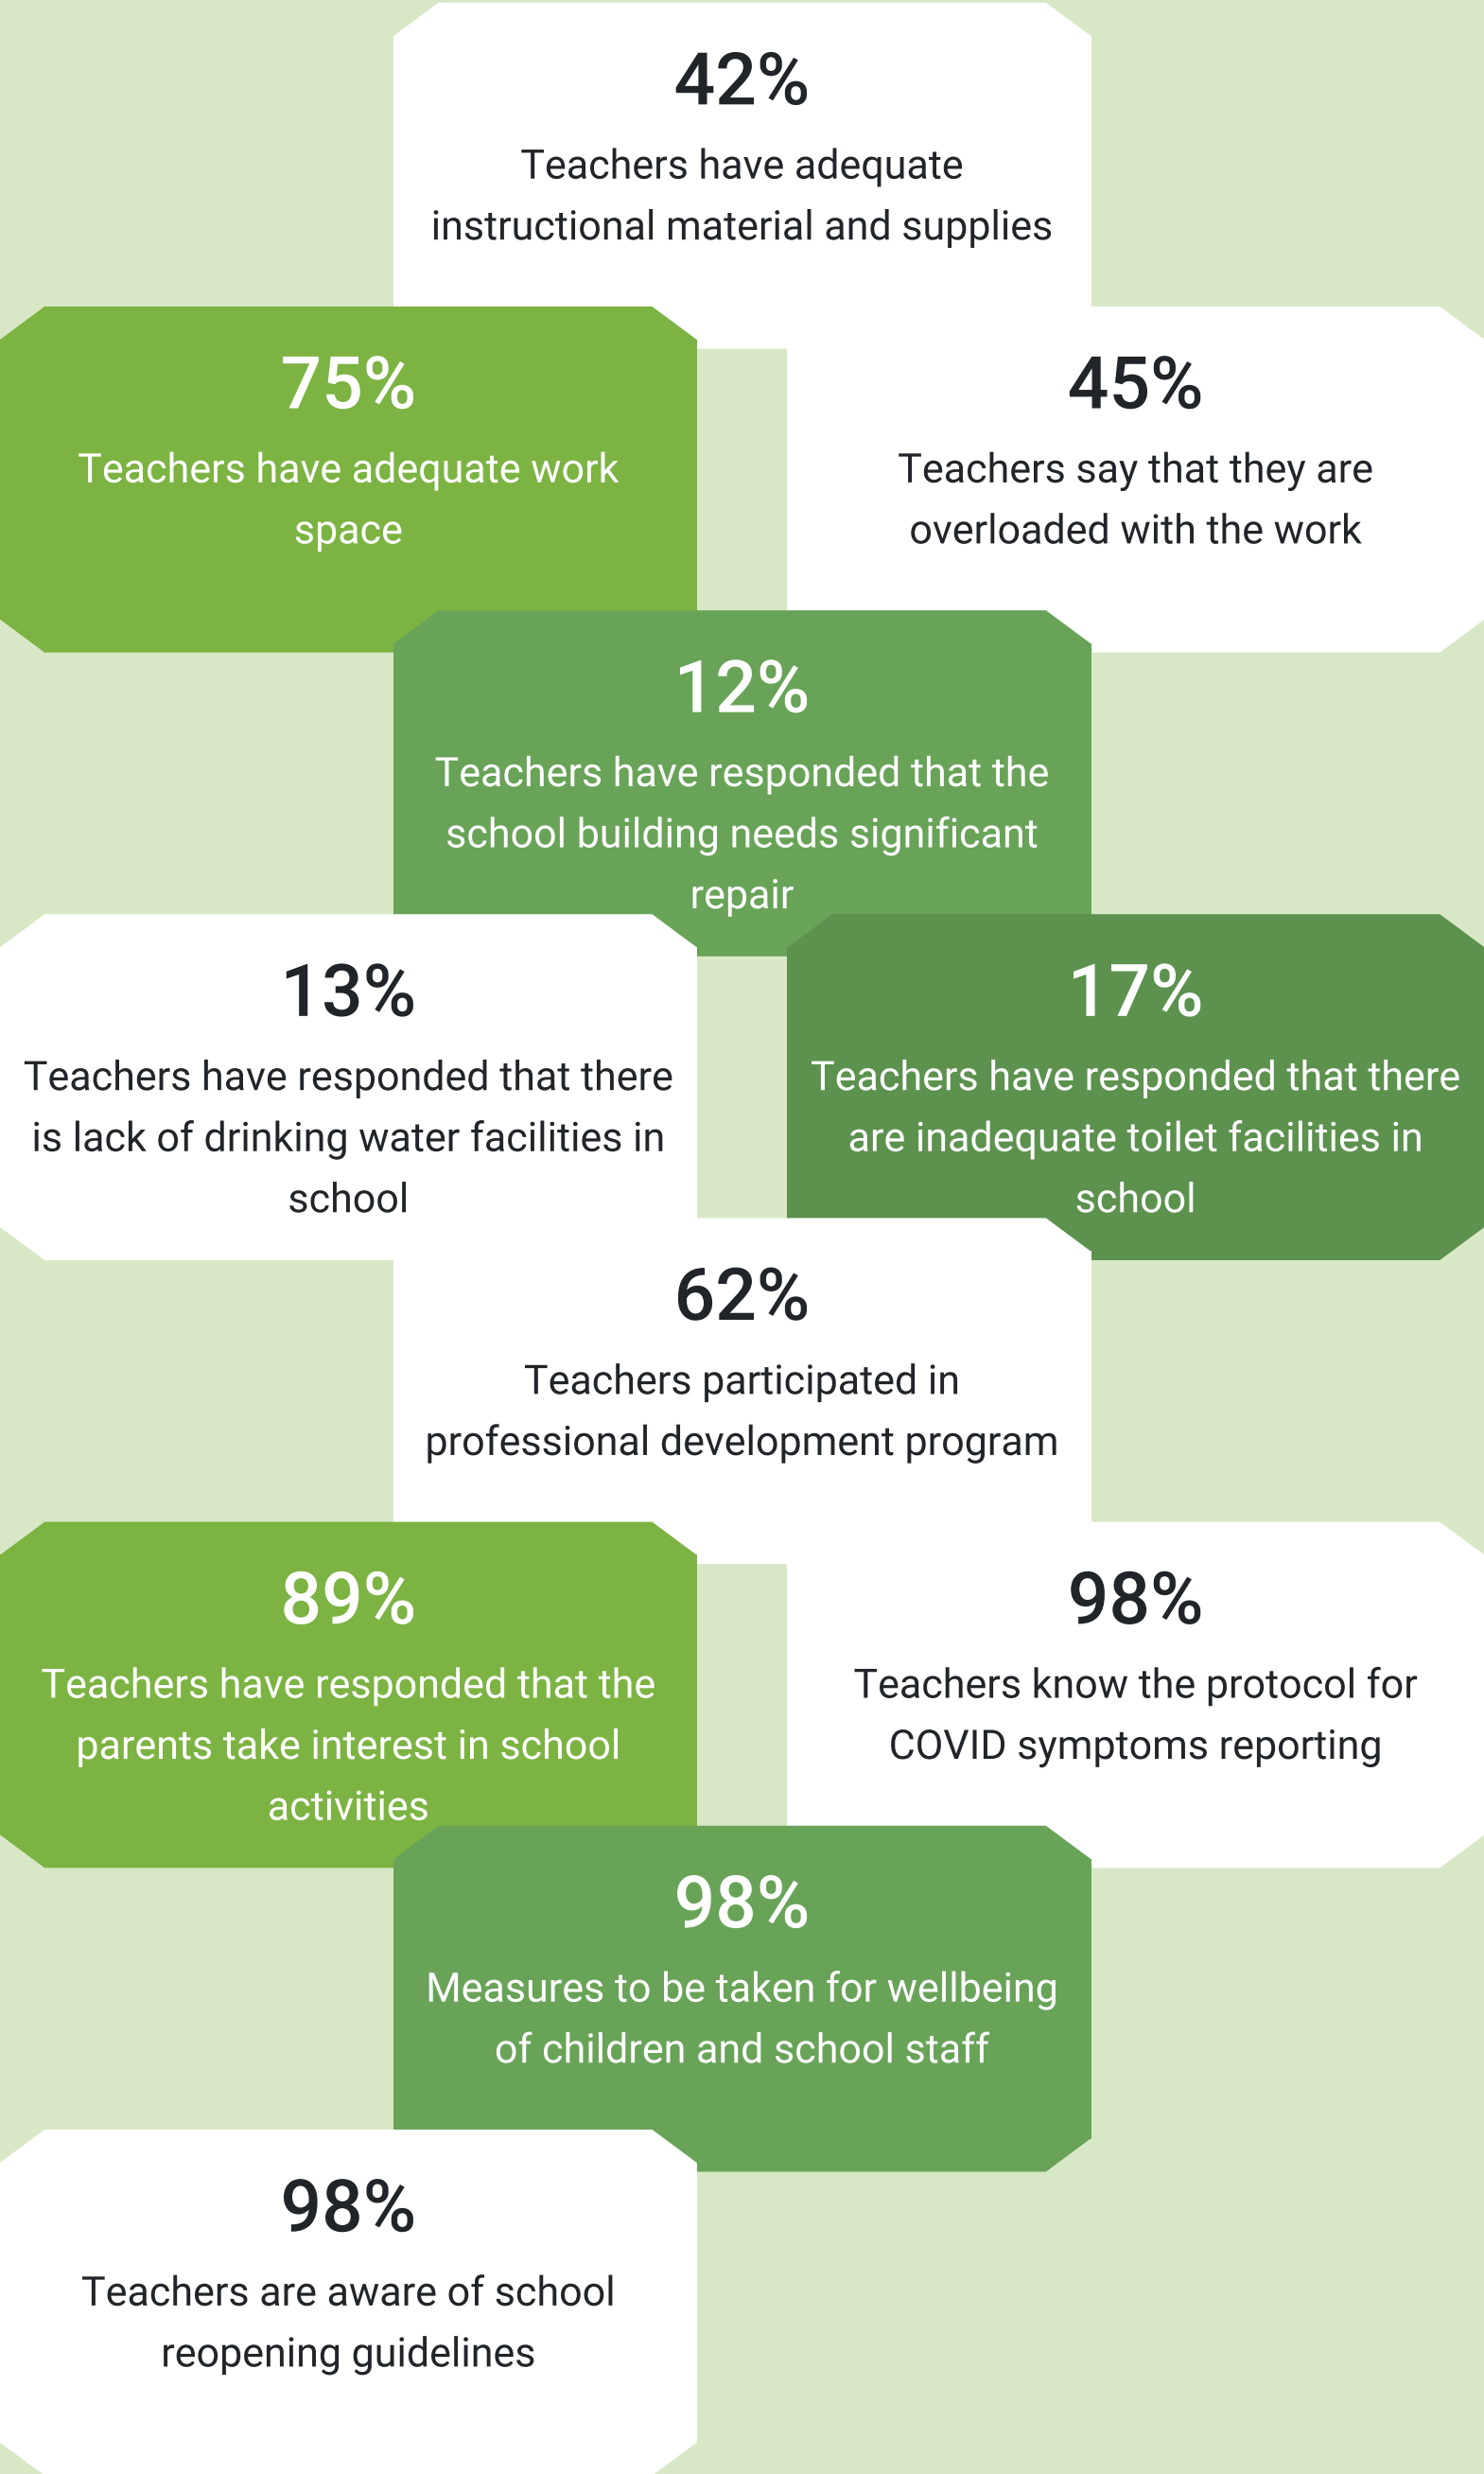 42%
Teachers have adequate
instructional material and supplies
75%
Teachers have adequate work
space
45%
Teachers say that they are
overloaded with the work
12%
Teachers have responded that the
school building needs significant
repair
13%
Teachers have responded that there
is lack of drinking water facilities in
school
17%
Teachers have responded that there
are inadequate toilet facilities in
school
62%
Teachers participated in
professional development program
89%
Teachers have responded that the
parents take interest in school
activities
98%
Teachers know the protocol for
COVID symptoms reporting
98%
Measures to be taken for wellbeing
of children and school staff
98%
Teachers are aware of school
reopening guidelines